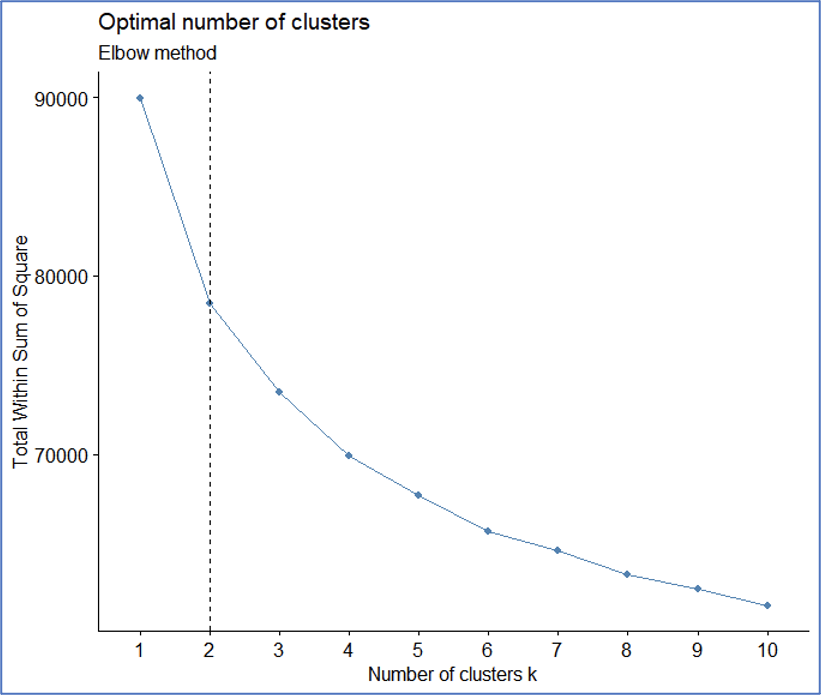 Optimal number of clusters
Elbow method
Total Within Sum of Square
90000
80000
70000
1 2 3 4 5 6 7 8 9 10
Number of clusters k